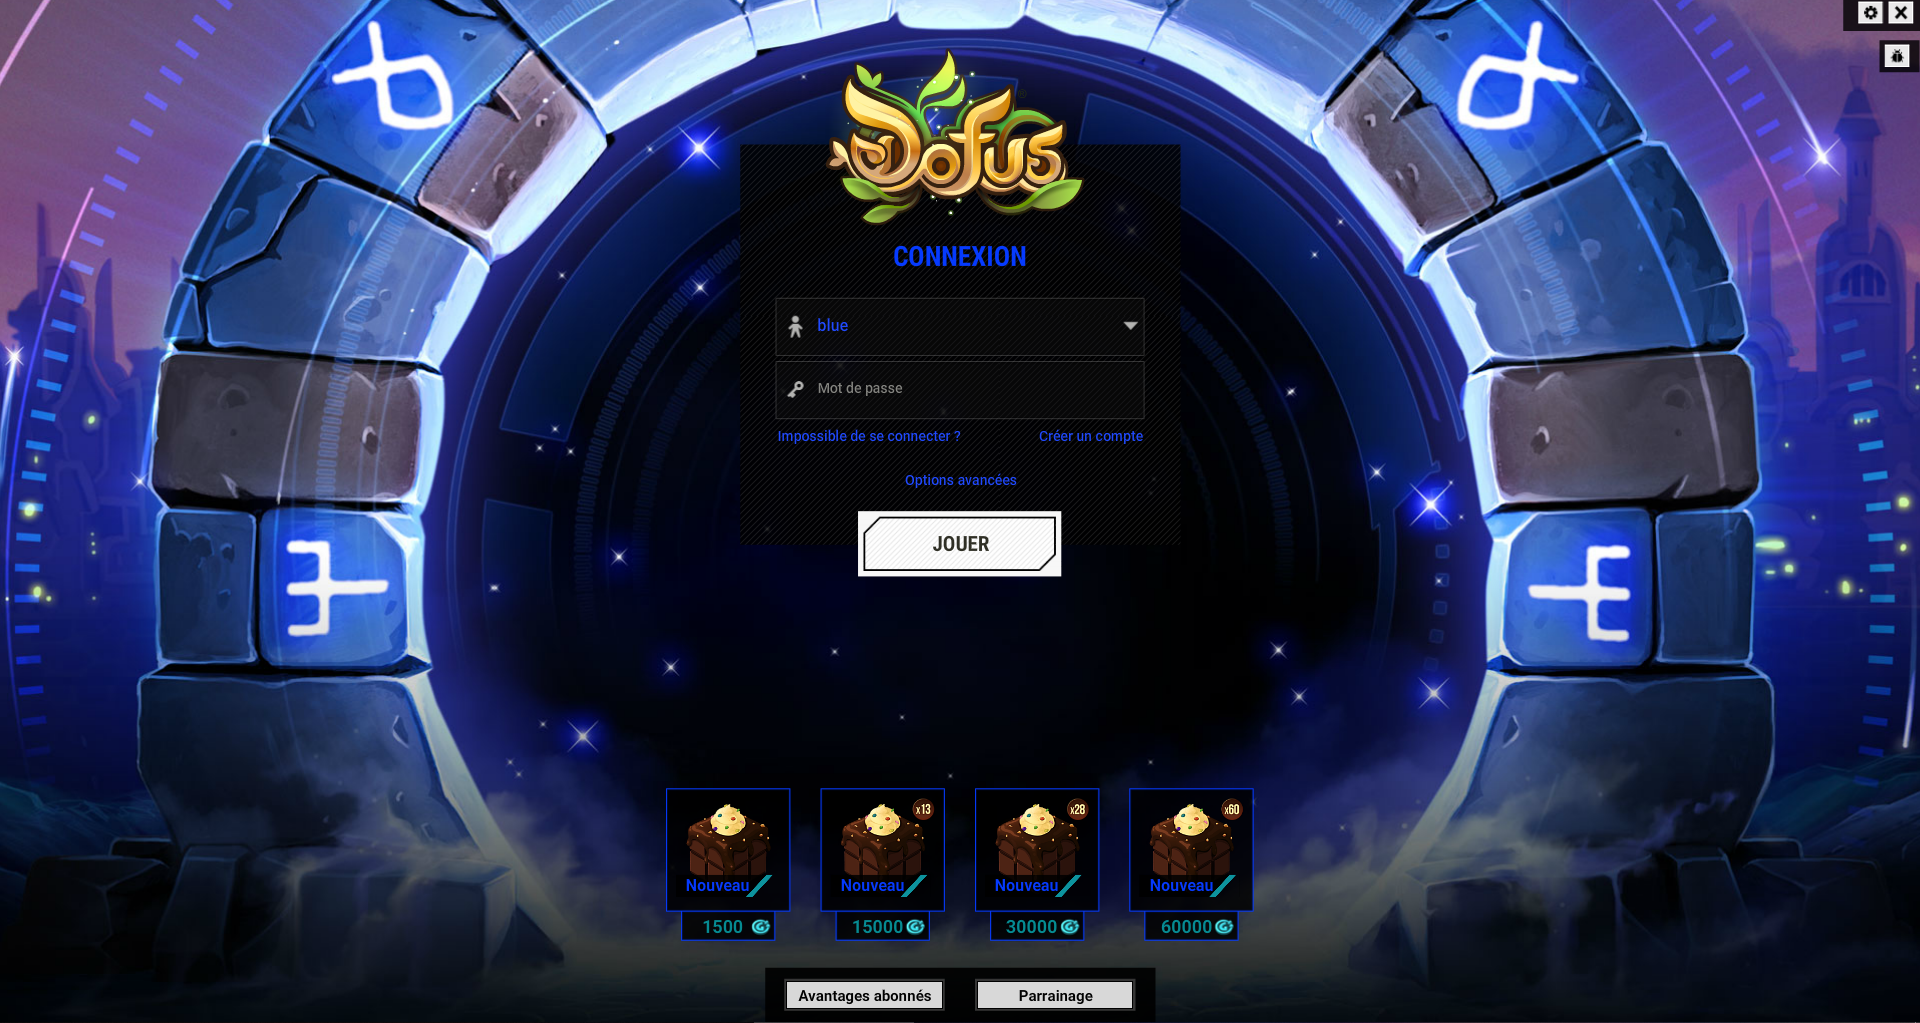 Dofus
CONNEXION
blue
Mot de passe
Impossible de se connecter ?
Créer un compte
Options avancées
JOUER
x13
x28
x60
Nouveau
Nouveau
Nouveau
Nouveau
1500
15000
30000
60000
Avantages abonnés
Parrainage